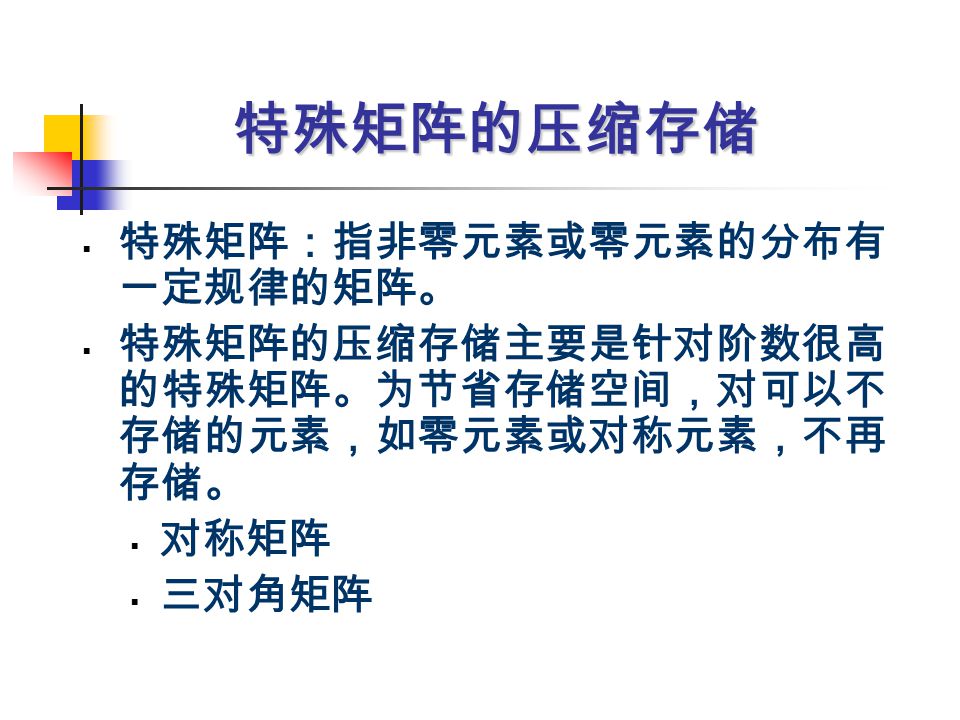 特殊矩阵的压缩存储
▪ 特殊矩阵：指非零元素或零元素的分布有
一定规律的矩阵。
▪ 特殊矩阵的压缩存储主要是针对阶数很高
的特殊矩阵。为节省存储空间，对可以不
存储的元素，如零元素或对称元素，不再
存储。
▪ 对称矩阵
▪ 三对角矩阵